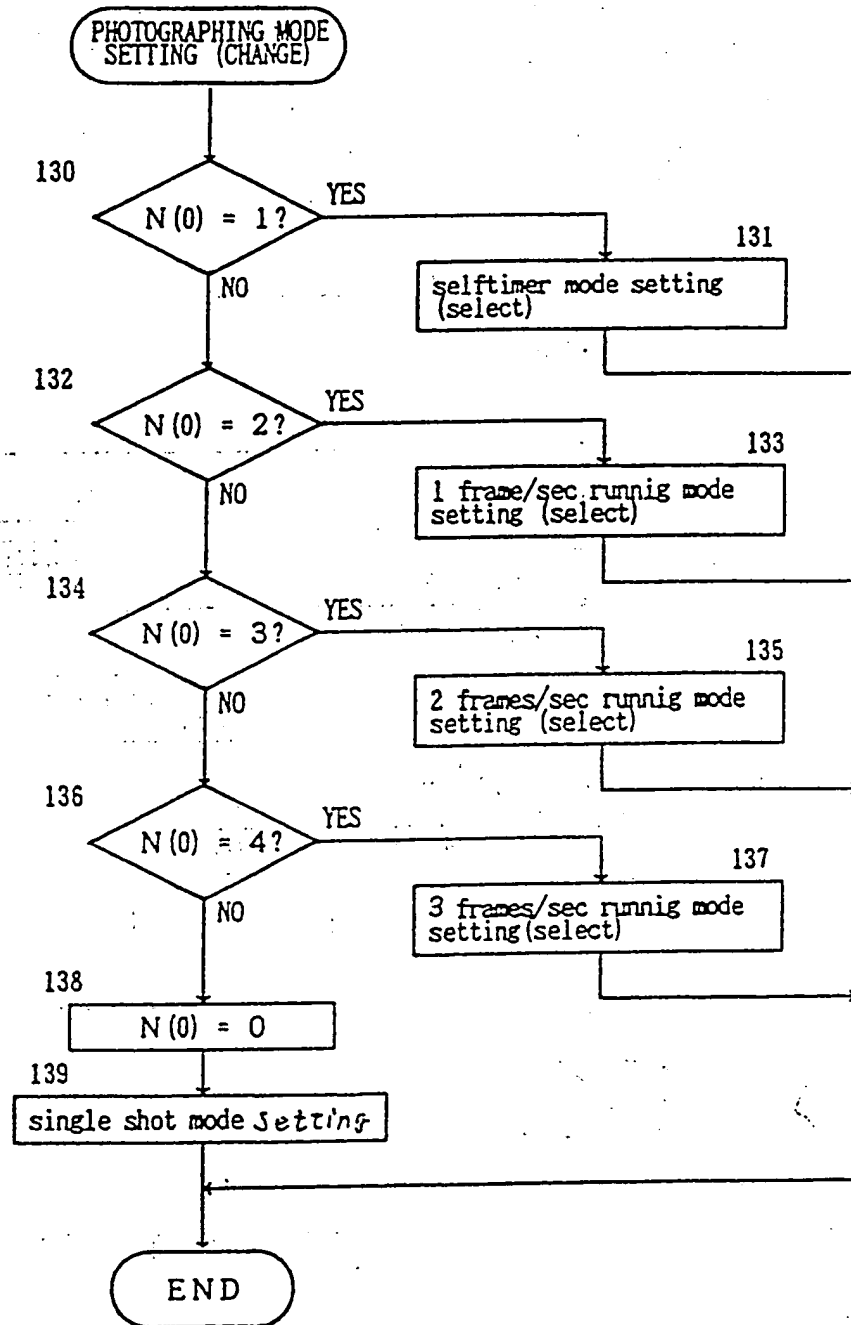 PHOTOGRAPHING MODE
SETTING (CHANGE)
130
N(0) = 1?
YES
NO
131
selftimer mode setting
(select)
132
N(0) = 2?
YES
NO
133
1 frame/sec runnig mode
setting (select)
134
N(0) = 3?
YES
NO
135
2 frames/sec runnig mode
setting (select)
136
N(0) = 4?
YES
NO
137
3 frames/sec runnig mode
setting(select)
138
N(0) = 0
139
single shot mode setting
END